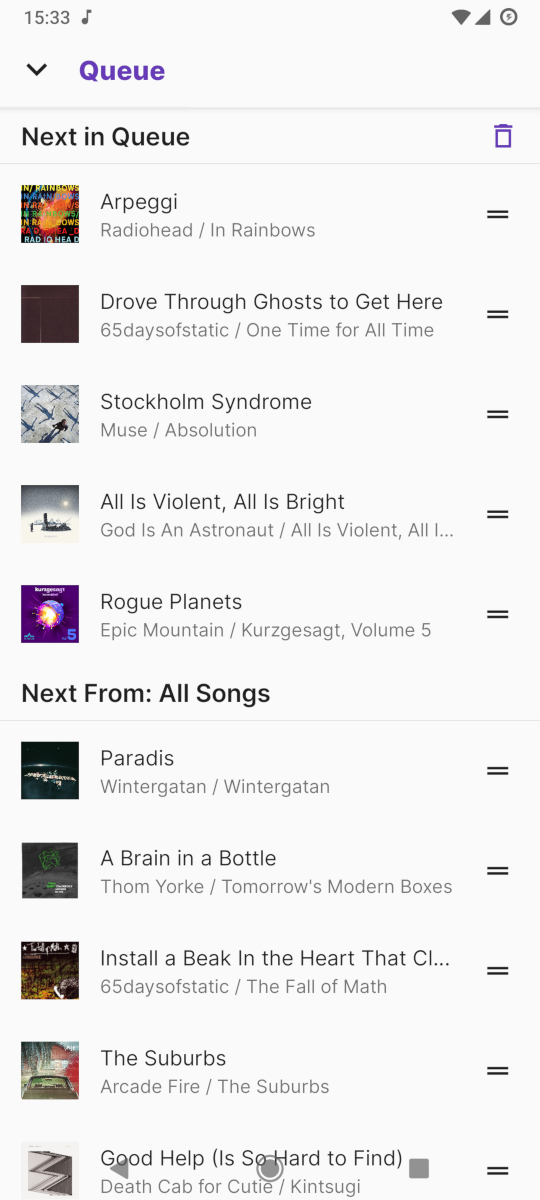 15:33
Queue
Next in Queue
Arpeggi
Radiohead / In Rainbows
Drove Through Ghosts to Get Here
65daysofstatic / One Time for All Time
Stockholm Syndrome
Muse / Absolution
All Is Violent, All Is Bright
God Is An Astronaut / All Is Violent, All I...
kurzgesagt
5
Rogue Planets
Epic Mountain / Kurzgesagt, Volume 5
Next From: All Songs
Paradis
Wintergatan / Wintergatan
A Brain in a Bottle
Thom Yorke / Tomorrow's Modern Boxes
Install a Beak In the Heart That Cl...
65daysofstatic / The Fall of Math
The Suburbs
Arcade Fire / The Suburbs
Good Help (Is So Hard to Find)
Death Cab for Cutie / Kintsugi